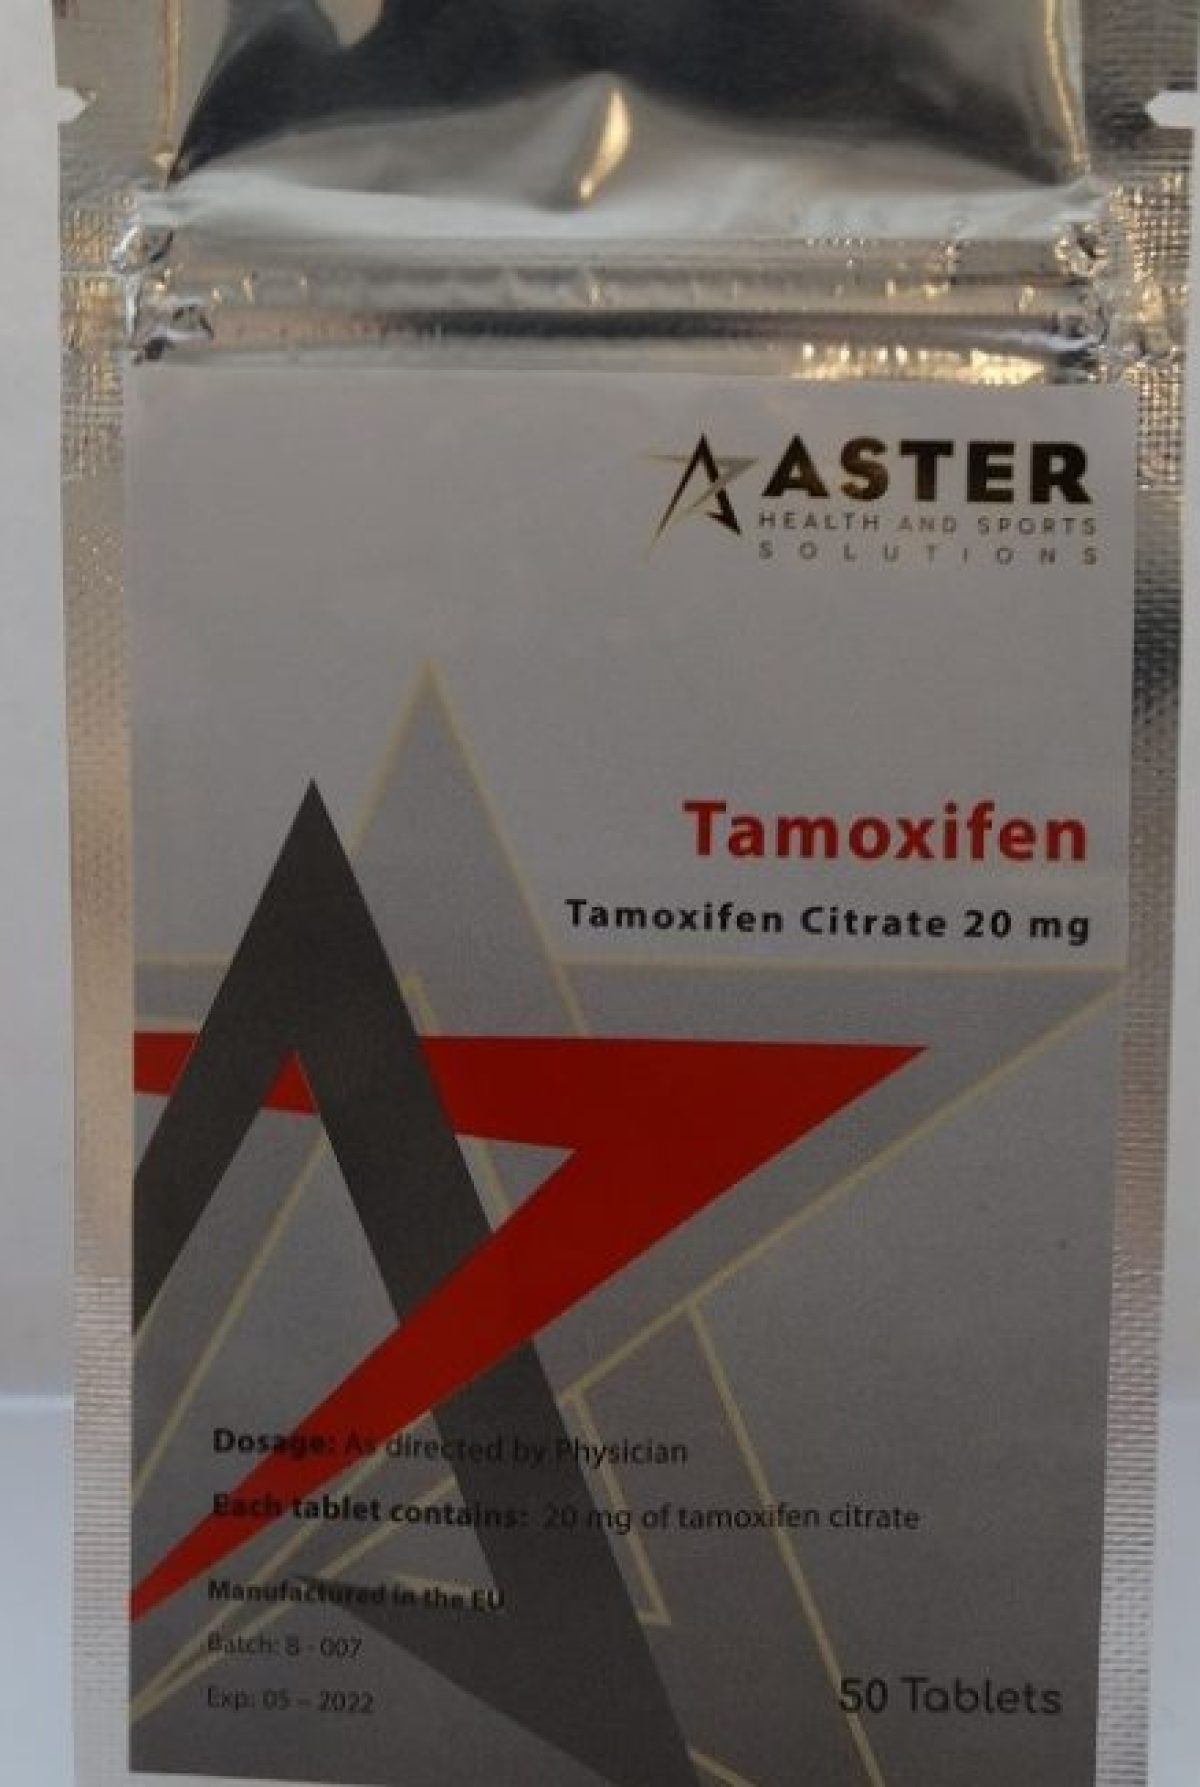 ASTER
HEALTH AND SPORTS
SOLUTIONS
Tamoxifen
Tamoxifen Citrate 20 mg
Dosage: As directed by Physician
Each tablet contains: 20 mg of tamoxifen citrate
Manufactured in the EU
Batch: B - 007
Exp: 05 – 2022
50 Tablets